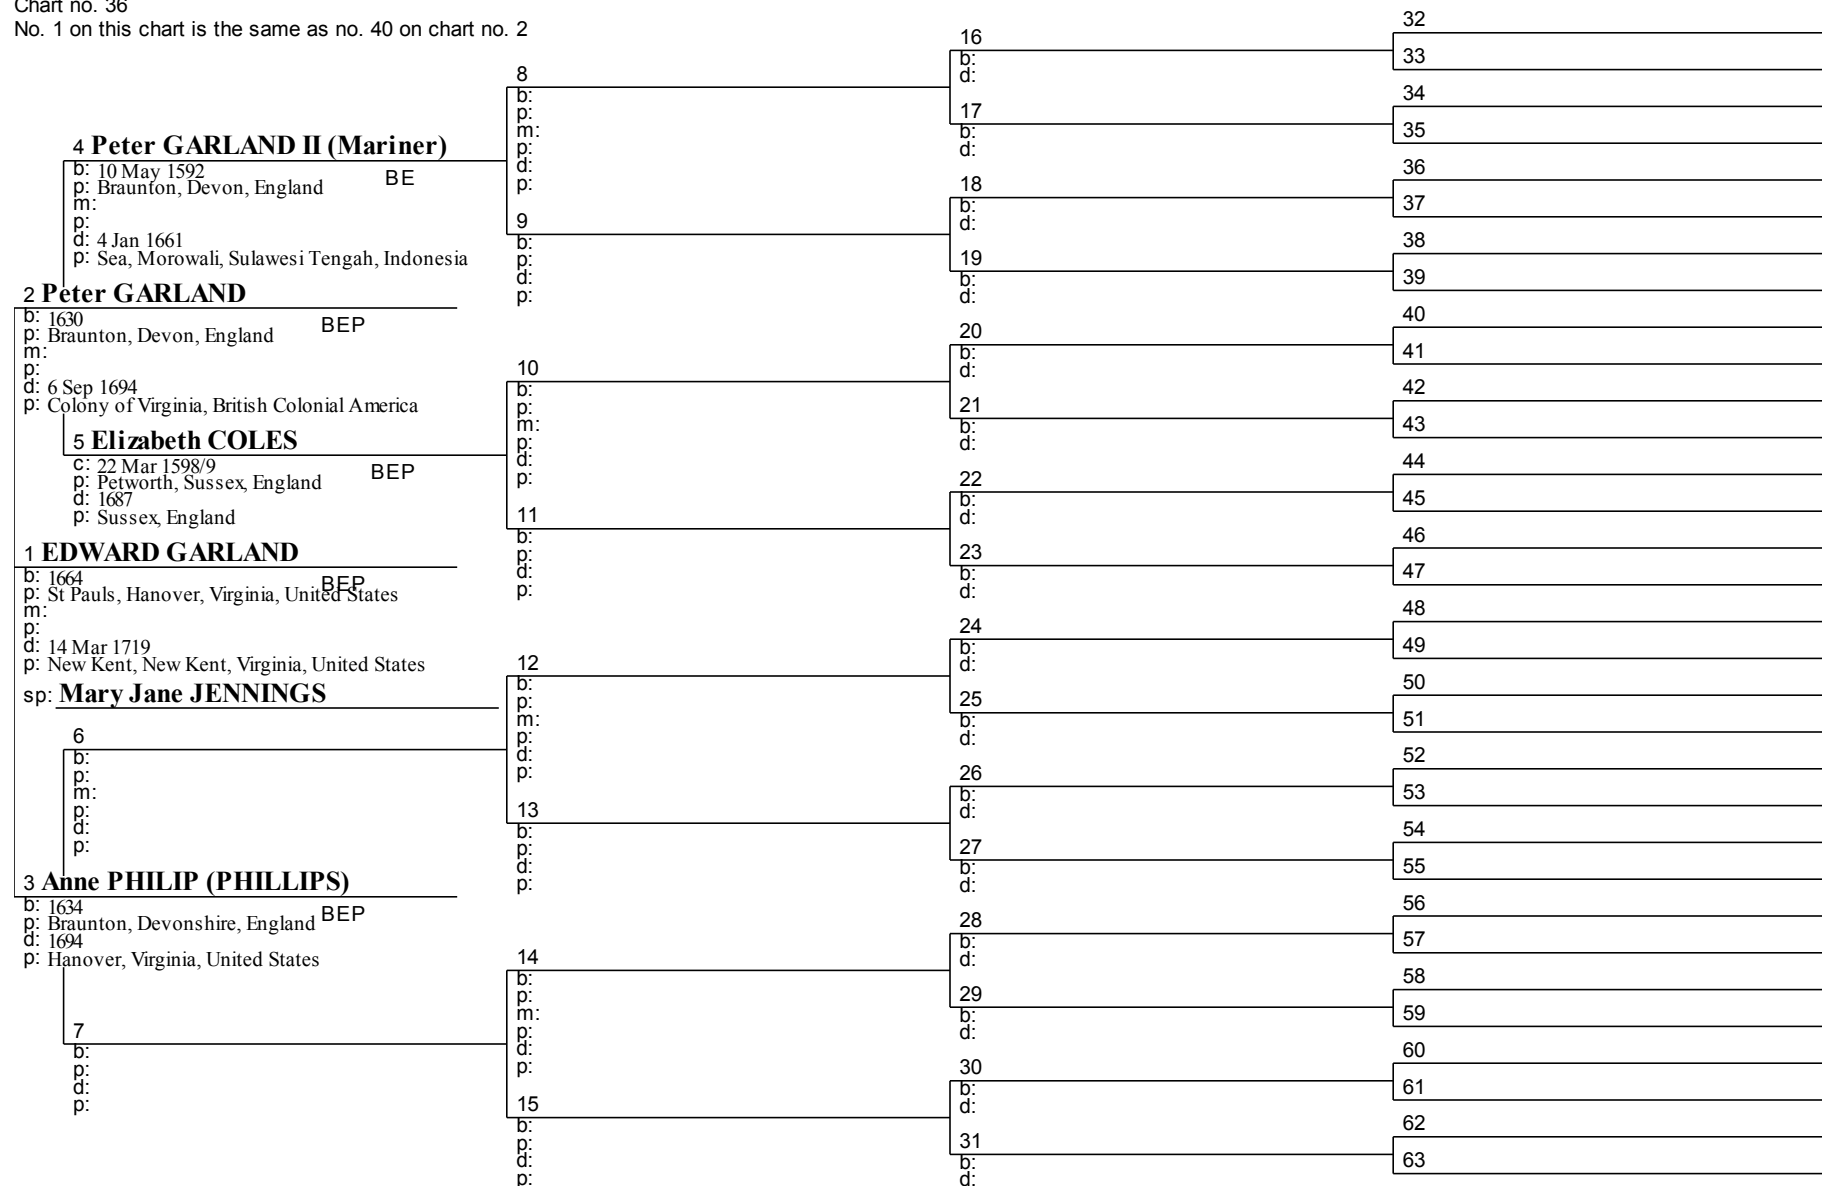 Chart no. 36
No. 1 on this chart is the same as no. 40 on chart no. 2
4 Peter GARLAND II (Mariner)
b: 10 May 1592
BE
p: Braunton, Devon, England
m:
p:
d: 4 Jan 1661
p: Sea, Morowali, Sulawesi Tengah, Indonesia
2 Peter GARLAND
b: 1630
BEP
p: Braunton, Devon, England
m:
p:
d: 6 Sep 1694
p: Colony of Virginia, British Colonial America
5 Elizabeth COLES
c: 22 Mar 1598/9
BEP
p: Petworth, Sussex, England
d: 1687
p: Sussex, England
1 EDWARD GARLAND
b: 1664
BEP
p: St Pauls, Hanover, Virginia, United States
m:
p:
d: 14 Mar 1719
p: New Kent, New Kent, Virginia, United States
sp: Mary Jane JENNINGS
6
b:
p:
m:
p:
d:
p:
3 Anne PHILIP (PHILLIPS)
b: 1634
BEP
p: Braunton, Devonshire, England
d: 1694
p: Hanover, Virginia, United States
7
b:
p:
d:
p:
8
b:
p:
m:
p:
d:
p:
9
b:
p:
d:
p:
10
b:
p:
m:
p:
d:
p:
11
b:
p:
d:
p:
12
b:
p:
m:
p:
d:
p:
13
b:
p:
d:
p:
14
b:
p:
m:
p:
d:
p:
15
b:
p:
d:
p:
16
b:
d:
17
b:
d:
18
b:
d:
19
b:
d:
20
b:
d:
21
b:
d:
22
b:
d:
23
b:
d:
24
b:
d:
25
b:
d:
26
b:
d:
27
b:
d:
28
b:
d:
29
b:
d:
30
b:
d:
31
b:
d:
32
33
34
35
36
37
38
39
40
41
42
43
44
45
46
47
48
49
50
51
52
53
54
55
56
57
58
59
60
61
62
63